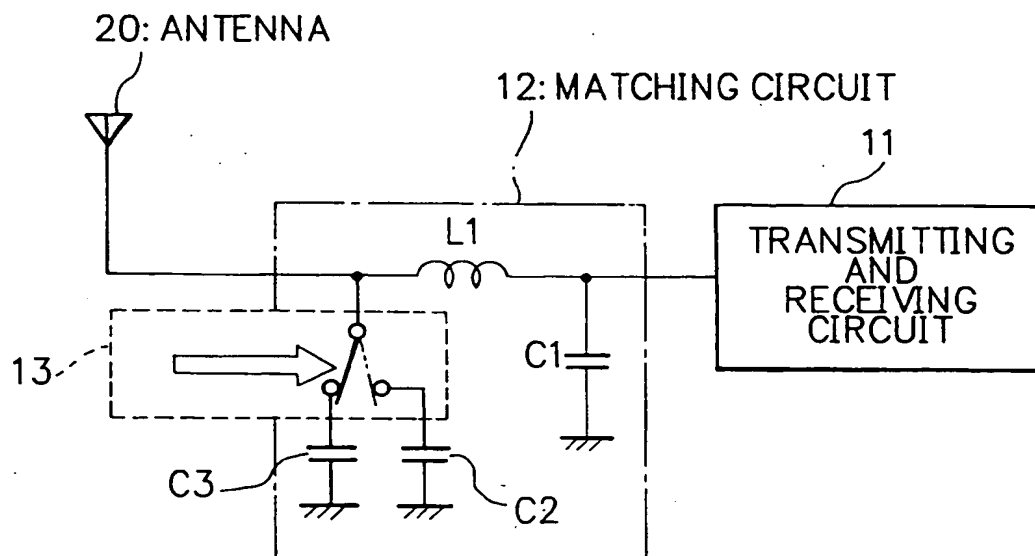 20: ANTENNA
12: MATCHING CIRCUIT
11
L1
TRANSMITTING
AND
RECEIVING
CIRCUIT
13
C1
C3
C2